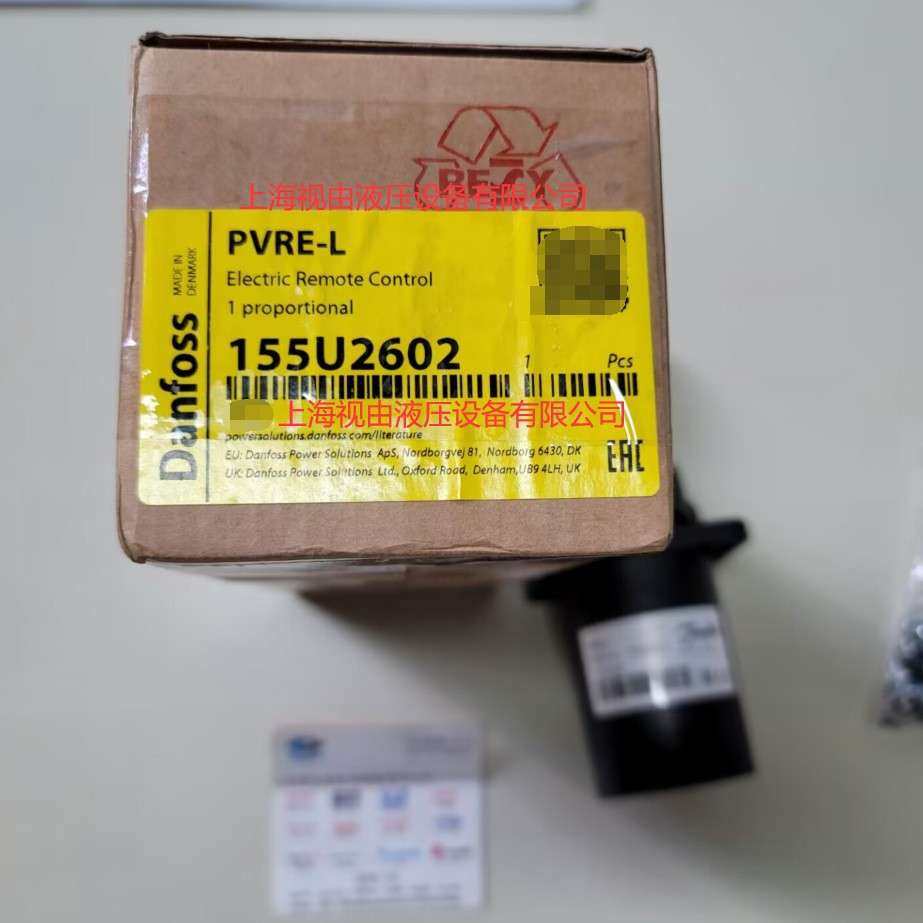 RESY
上海视由液压设备有限公司
Danfoss
MADE IN
DENMARK
PVRE-L
Electric Remote Control
1 proportional
155U2602
1 Pcs
上海视由液压设备有限公司
powersolutions.danfoss.com/literature
EU: Danfoss Power Solutions ApS, Nordborgvej 81, Nordborg 6430, DK
UK: Danfoss Power Solutions Ltd., Oxford Road, Denham,UB9 4LH, UK
EAC